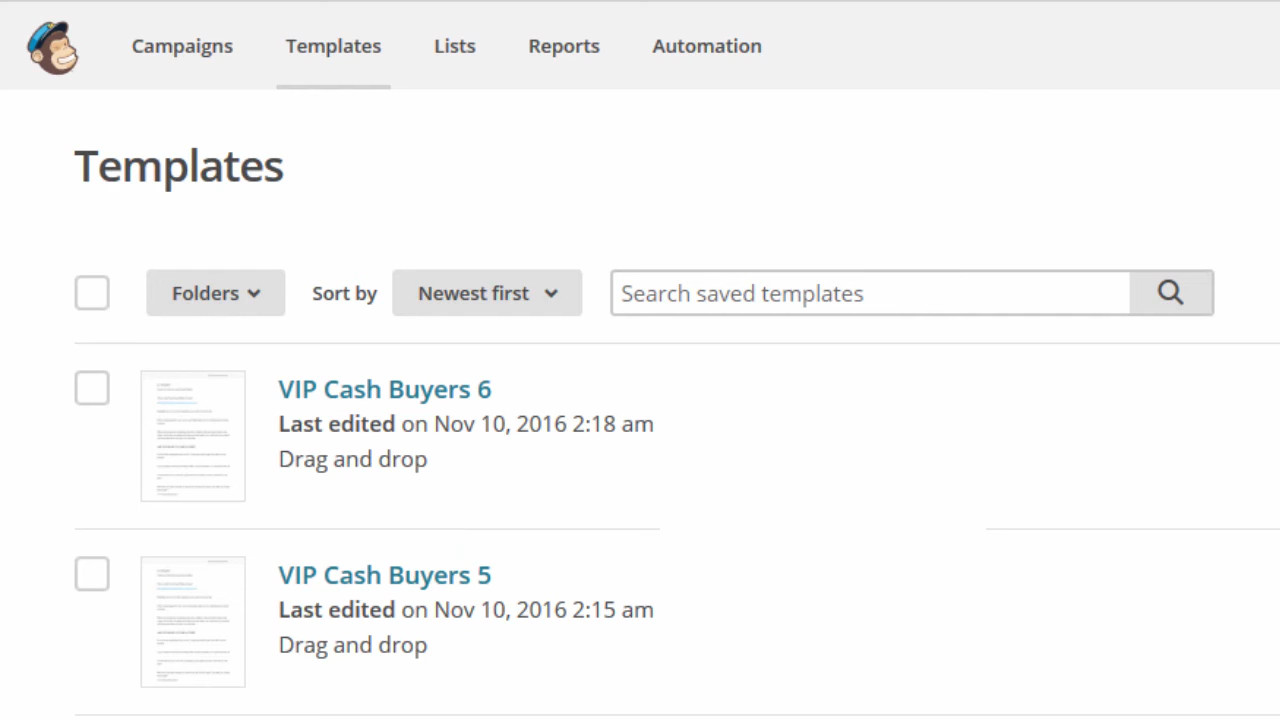 Campaigns Templates Lists Reports Automation
Templates
Folders Sort by Newest first Search saved templates
VIP Cash Buyers 6
Last edited on Nov 10, 2016 2:18 am
Drag and drop
VIP Cash Buyers 5
Last edited on Nov 10, 2016 2:15 am
Drag and drop